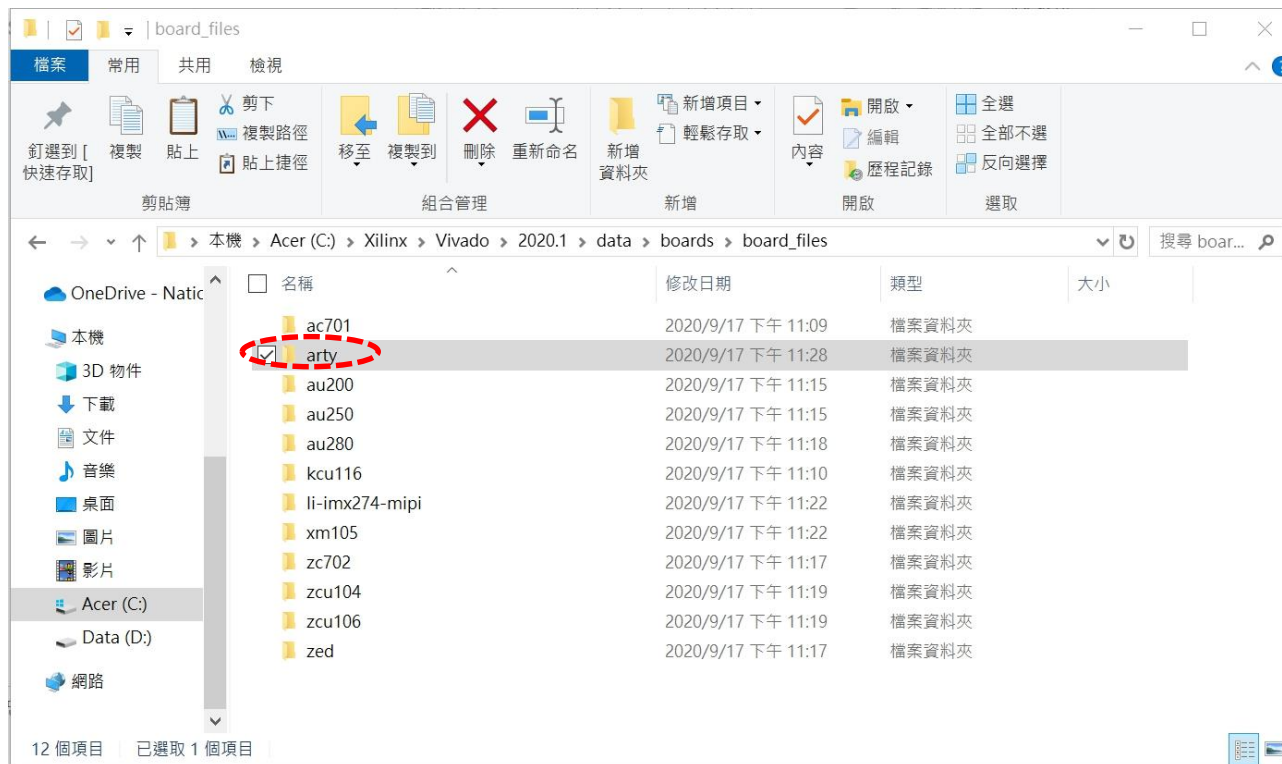 board_files
檔案 常用 共用 檢視
釘選到 [快速存取]
複製
貼上
剪下
複製路徑
貼上捷徑
剪貼簿
移至
複製到
刪除
重新命名
組合管理
新增資料夾
新增項目
輕鬆存取
新增
內容
開啟
編輯
歷程記錄
開啟
全選
全部不選
反向選擇
選取
本機 > Acer (C:) > Xilinx > Vivado > 2020.1 > data > boards > board_files
搜尋 boar...
OneDrive - Natic
本機
3D 物件
下載
文件
音樂
桌面
圖片
影片
Acer (C:)
Data (D:)
網路
名稱 修改日期 類型 大小
ac701 2020/9/17 下午 11:09 檔案資料夾
arty 2020/9/17 下午 11:28 檔案資料夾
au200 2020/9/17 下午 11:15 檔案資料夾
au250 2020/9/17 下午 11:15 檔案資料夾
au280 2020/9/17 下午 11:18 檔案資料夾
kcu116 2020/9/17 下午 11:10 檔案資料夾
li-imx274-mipi 2020/9/17 下午 11:22 檔案資料夾
xm105 2020/9/17 下午 11:22 檔案資料夾
zc702 2020/9/17 下午 11:17 檔案資料夾
zcu104 2020/9/17 下午 11:19 檔案資料夾
zcu106 2020/9/17 下午 11:19 檔案資料夾
zed 2020/9/17 下午 11:17 檔案資料夾
12 個項目 已選取 1 個項目